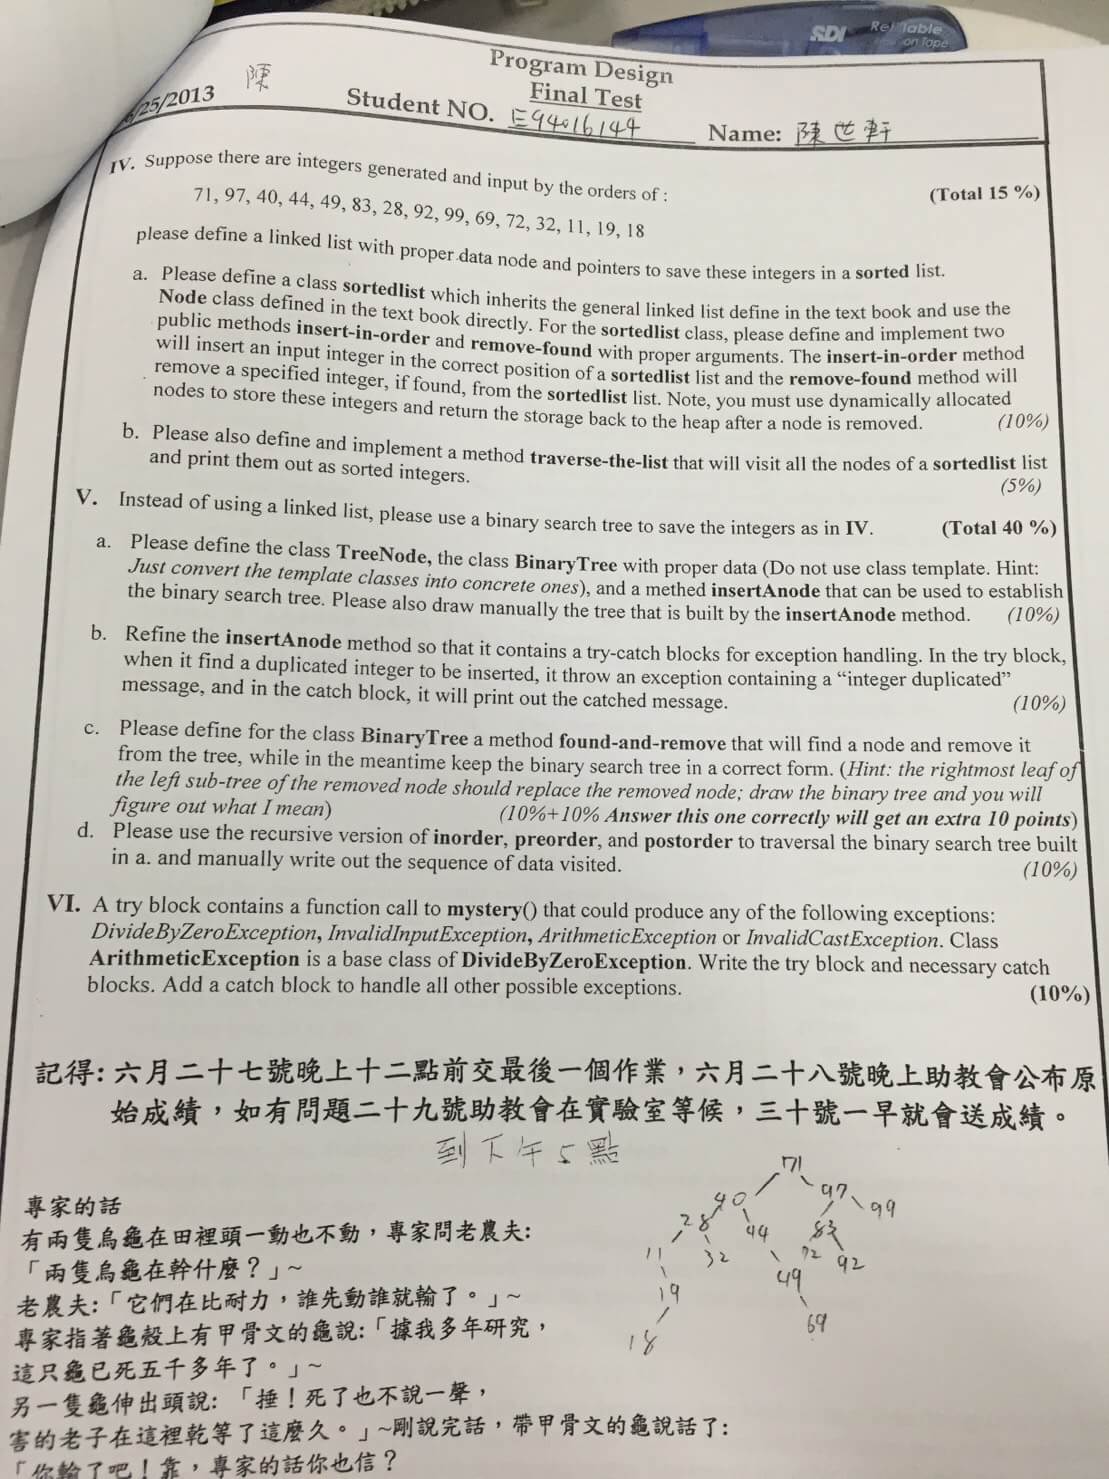 SDI
Program Design
Final Test
6/25/2013 陳 Student NO. E94016144 Name: 陳世軒
IV. Suppose there are integers generated and input by the orders of : (Total 15 %)
71, 97, 40, 44, 49, 83, 28, 92, 99, 69, 72, 32, 11, 19, 18
please define a linked list with proper data node and pointers to save these integers in a sorted list.
a. Please define a class sortedlist which inherits the general linked list define in the text book and use the
Node class defined in the text book directly. For the sortedlist class, please define and implement two
public methods insert-in-order and remove-found with proper arguments. The insert-in-order method
will insert an input integer in the correct position of a sortedlist list and the remove-found method will
remove a specified integer, if found, from the sortedlist list. Note, you must use dynamically allocated
nodes to store these integers and return the storage back to the heap after a node is removed. (10%)
b. Please also define and implement a method traverse-the-list that will visit all the nodes of a sortedlist list
and print them out as sorted integers. (5%)
V. Instead of using a linked list, please use a binary search tree to save the integers as in IV. (Total 40 %)
a. Please define the class TreeNode, the class BinaryTree with proper data (Do not use class template. Hint:
Just convert the template classes into concrete ones), and a methed insertAnode that can be used to establish
the binary search tree. Please also draw manually the tree that is built by the insertAnode method. (10%)
b. Refine the insertAnode method so that it contains a try-catch blocks for exception handling. In the try block,
when it find a duplicated integer to be inserted, it throw an exception containing a “integer duplicated”
message, and in the catch block, it will print out the catched message. (10%)
c. Please define for the class BinaryTree a method found-and-remove that will find a node and remove it
from the tree, while in the meantime keep the binary search tree in a correct form. (Hint: the rightmost leaf of
the left sub-tree of the removed node should replace the removed node; draw the binary tree and you will
figure out what I mean) (10%+10% Answer this one correctly will get an extra 10 points)
d. Please use the recursive version of inorder, preorder, and postorder to traversal the binary search tree built
in a. and manually write out the sequence of data visited. (10%)
VI. A try block contains a function call to mystery() that could produce any of the following exceptions:
DivideByZeroException, InvalidInputException, ArithmeticException or InvalidCastException. Class
ArithmeticException is a base class of DivideByZeroException. Write the try block and necessary catch
blocks. Add a catch block to handle all other possible exceptions. (10%)
記得: 六月二十七號晚上十二點前交最後一個作業，六月二十八號晚上助教會公布原
始成績，如有問題二十九號助教會在實驗室等候，三十號一早就會送成績。
到下午5點
71
40 97 99
28 44 83
11 32 72 92
19 49
18 69
專家的話
有兩隻烏龜在田裡頭一動也不動，專家問老農夫:
「兩隻烏龜在幹什麼？」~
老農夫:「它們在比耐力，誰先動誰就輸了。」~
專家指著龜殼上有甲骨文的龜說:「據我多年研究，
這只龜已死五千多年了。」~
另一隻龜伸出頭說: 「捶！死了也不說一聲，
害的老子在這裡乾等了這麼久。」~剛說完話，帶甲骨文的龜說話了:
「你輸了吧！靠，專家的話你也信？